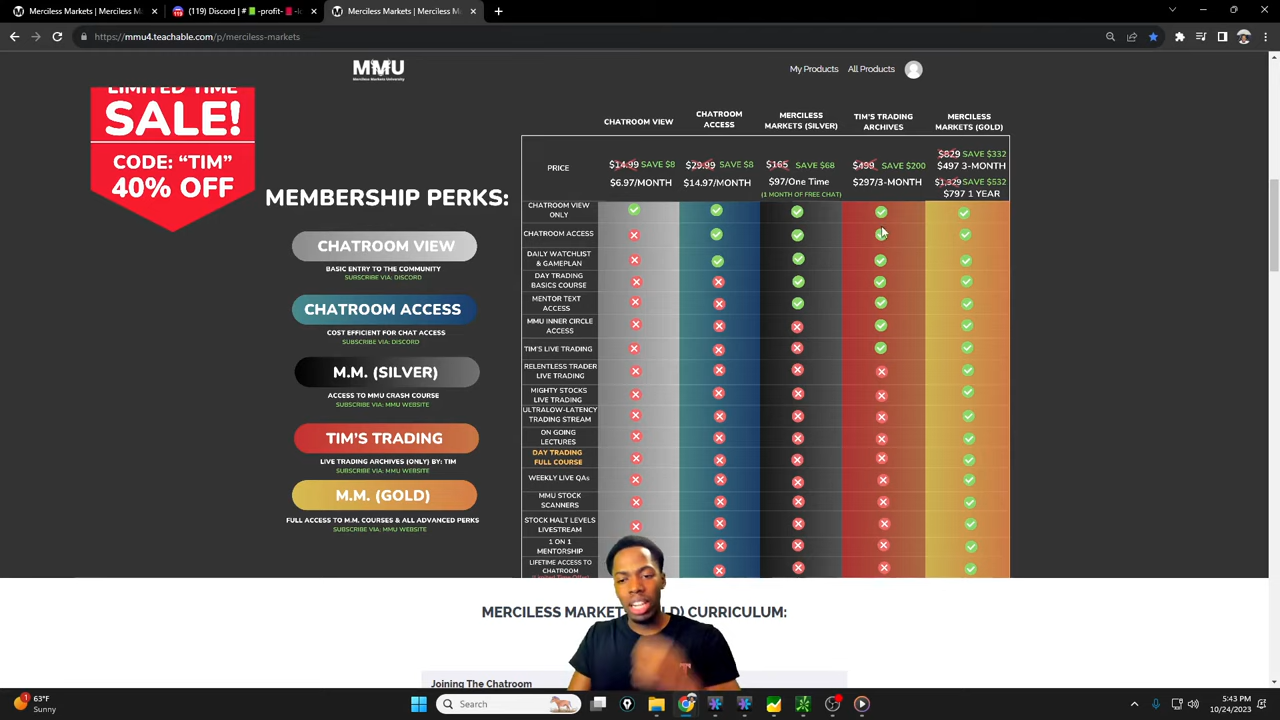 Merciless Markets | Merciless M
(119) Discord | # -profit- -lo
Merciless Markets | Merciless Ma
https://mmu4.teachable.com/p/merciless-markets
MMU
Merciless Markets University
My Products
All Products
LIMITED TIME
SALE!
CODE: “TIM”
40% OFF
MEMBERSHIP PERKS:
CHATROOM VIEW
BASIC ENTRY TO THE COMMUNITY
SUBSCRIBE VIA: DISCORD
CHATROOM ACCESS
COST EFFICIENT FOR CHAT ACCESS
SUBSCRIBE VIA: DISCORD
M.M. (SILVER)
ACCESS TO MMU CRASH COURSE
SUBSCRIBE VIA: MMU WEBSITE
TIM'S TRADING
LIVE TRADING ARCHIVES (ONLY) BY: TIM
SUBSCRIBE VIA: MMU WEBSITE
M.M. (GOLD)
FULL ACCESS TO M.M. COURSES & ALL ADVANCED PERKS
SUBSCRIBE VIA: MMU WEBSITE
CHATROOM VIEW
CHATROOM
ACCESS
MERCILESS
MARKETS (SILVER)
TIM'S TRADING
ARCHIVES
MERCILESS
MARKETS (GOLD)
PRICE
$14.99 SAVE $8
$6.97/MONTH
$29.99 SAVE $8
$14.97/MONTH
$165 SAVE $68
$97/One Time
(1 MONTH OF FREE CHAT)
$499 SAVE $200
$297/3-MONTH
$829 SAVE $332
$497 3-MONTH
$1,329 SAVE $532
$797 1 YEAR
CHATROOM VIEW
ONLY
CHATROOM ACCESS
DAILY WATCHLIST
& GAMEPLAN
DAY TRADING
BASICS COURSE
MENTOR TEXT
ACCESS
MMU INNER CIRCLE
ACCESS
TIM'S LIVE TRADING
RELENTLESS TRADER
LIVE TRADING
MIGHTY STOCKS
LIVE TRADING
ULTRALOW-LATENCY
TRADING STREAM
ON GOING
LECTURES
DAY TRADING
FULL COURSE
WEEKLY LIVE QAs
MMU STOCK
SCANNERS
STOCK HALT LEVELS
LIVESTREAM
1 ON 1
MENTORSHIP
LIFETIME ACCESS TO
CHATROOM
MERCILESS MARKET D) CURRICULUM:
Joining The Chatroom
1
63°F
Sunny
Search
5:43 PM
10/24/2023